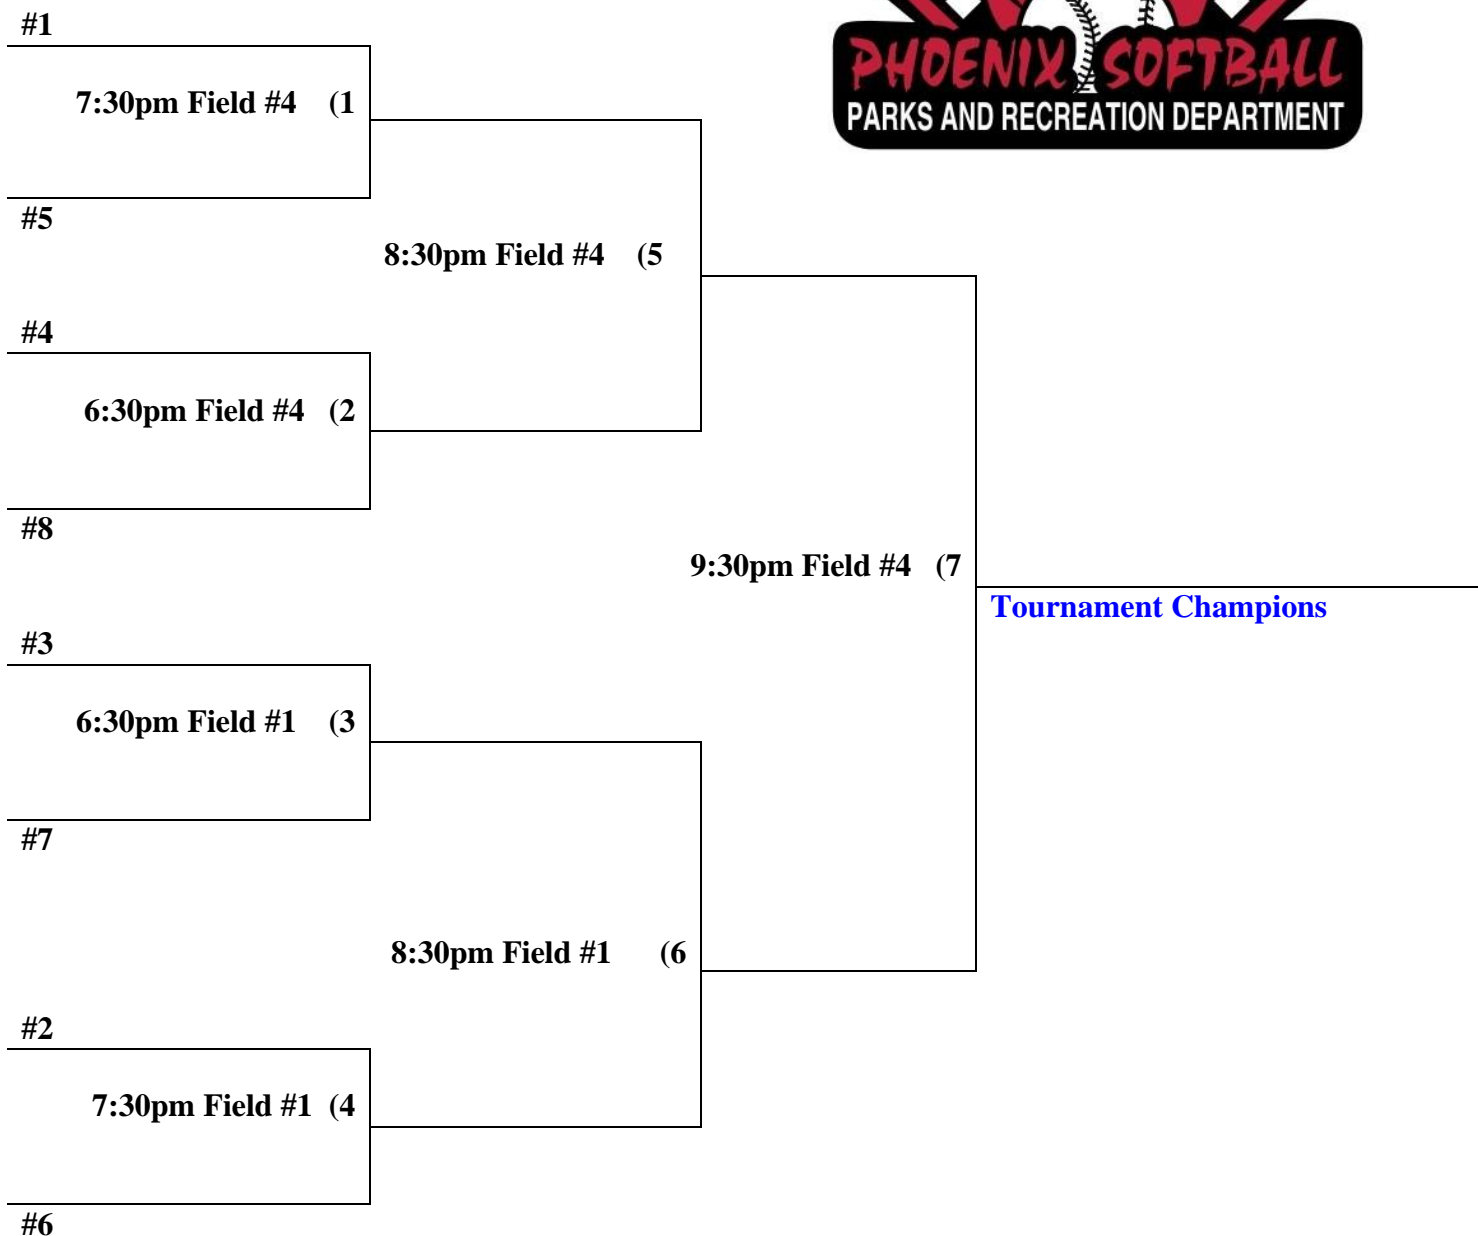 #1
PHOENIX SOFTBALL
PARKS AND RECREATION DEPARTMENT
7:30pm Field #4 (1
#5
8:30pm Field #4 (5
#4
6:30pm Field #4 (2
#8
9:30pm Field #4 (7
Tournament Champions
#3
6:30pm Field #1 (3
#7
8:30pm Field #1 (6
#2
7:30pm Field #1 (4
#6